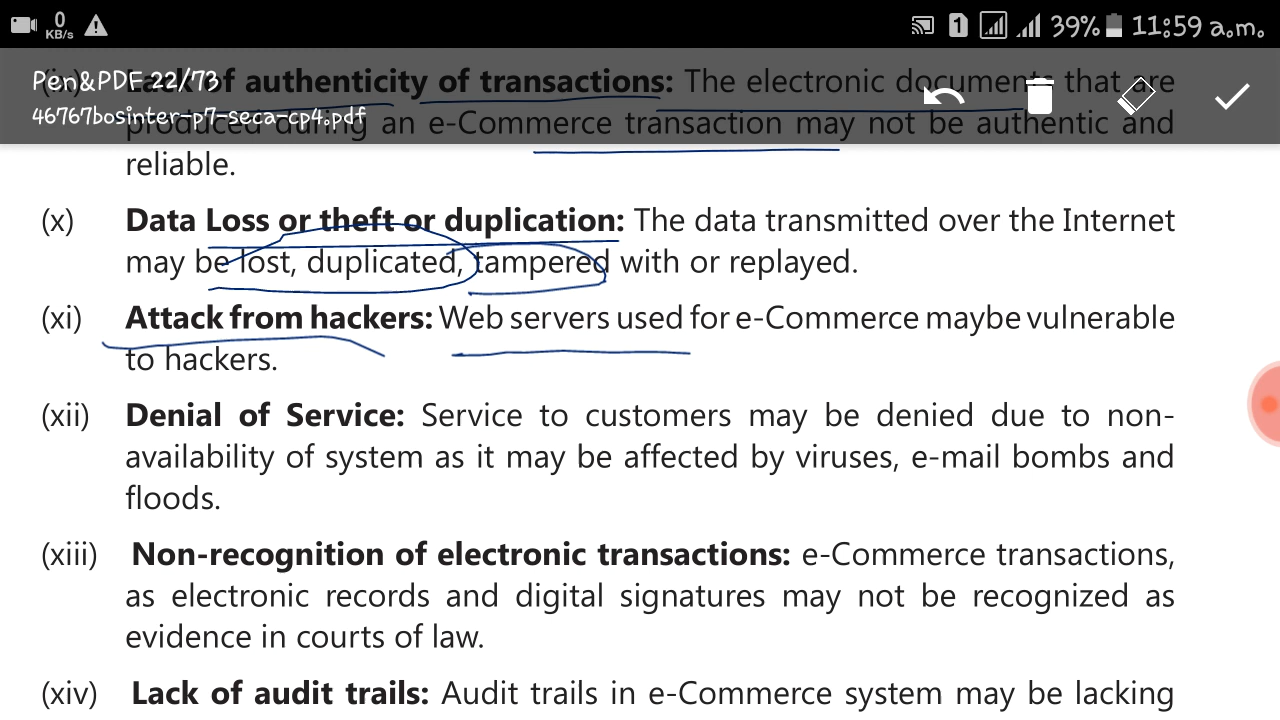 0 KB/s 1 39% 11:59 a.m.
Pen&PDF 22/73
46767bosinter-p7-seca-cp4.pdf
(ix) Lack of authenticity of transactions: The electronic documents that are
produced during an e-Commerce transaction may not be authentic and
reliable.
(x) Data Loss or theft or duplication: The data transmitted over the Internet
may be lost, duplicated, tampered with or replayed.
(xi) Attack from hackers: Web servers used for e-Commerce maybe vulnerable
to hackers.
(xii) Denial of Service: Service to customers may be denied due to non-
availability of system as it may be affected by viruses, e-mail bombs and
floods.
(xiii) Non-recognition of electronic transactions: e-Commerce transactions,
as electronic records and digital signatures may not be recognized as
evidence in courts of law.
(xiv) Lack of audit trails: Audit trails in e-Commerce system may be lacking